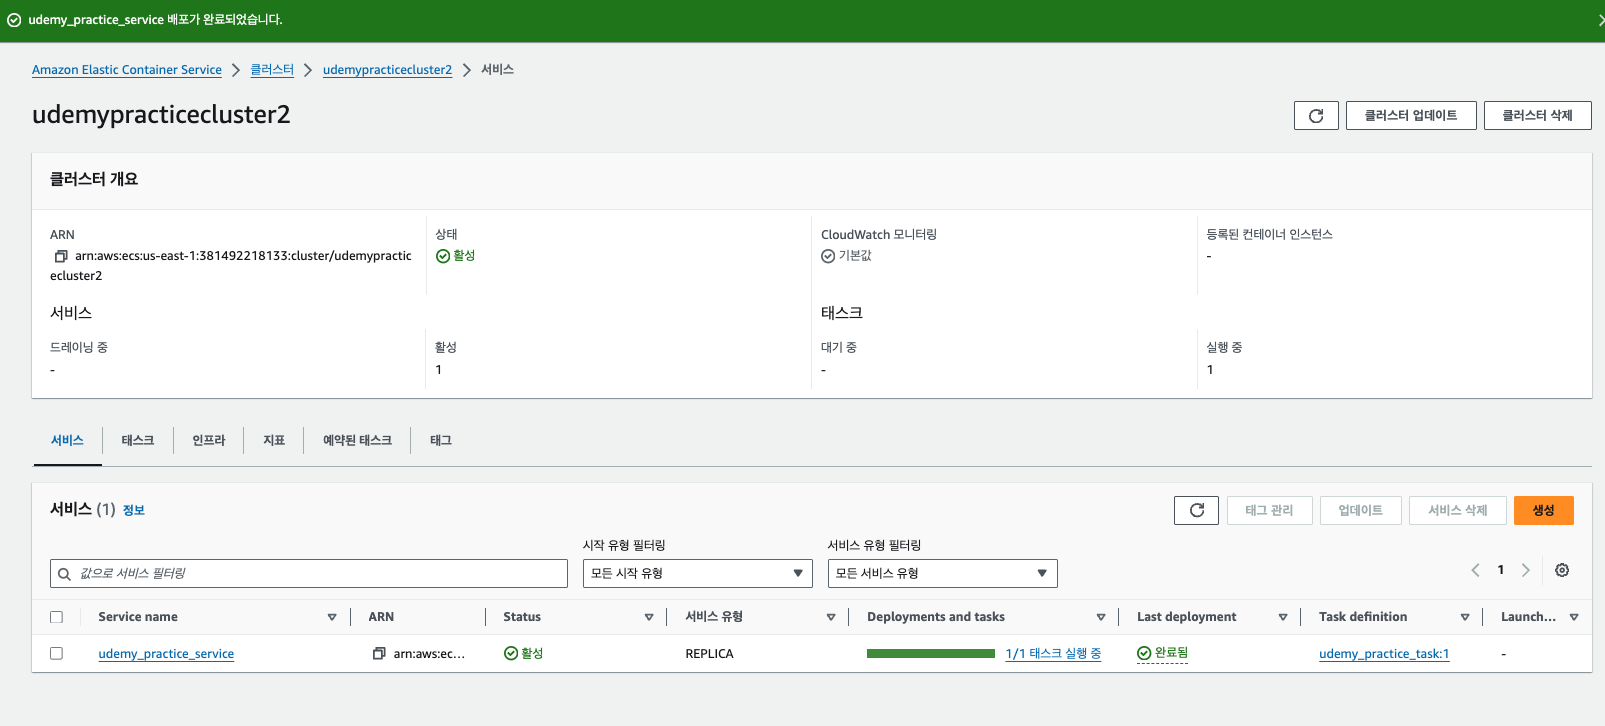 udemy_practice_service 배포가 완료되었습니다.
Amazon Elastic Container Service
클러스터
udemypracticecluster2
서비스
udemypracticecluster2
클러스터 업데이트
클러스터 삭제
클러스터 개요
ARN
arn:aws:ecs:us-east-1:381492218133:cluster/udemypractic
ecluster2
상태
활성
CloudWatch 모니터링
기본값
등록된 컨테이너 인스턴스
-
서비스
태스크
드레이닝 중
-
활성
1
대기 중
-
실행 중
1
서비스
태스크
인프라
지표
예약된 태스크
태그
서비스 (1) 정보
태그 관리
업데이트
서비스 삭제
생성
시작 유형 필터링
서비스 유형 필터링
값으로 서비스 필터링
모든 시작 유형
모든 서비스 유형
1
Service name
ARN
Status
서비스 유형
Deployments and tasks
Last deployment
Task definition
Launch...
udemy_practice_service
arn:aws:ec...
활성
REPLICA
1/1 태스크 실행 중
완료됨
udemy_practice_task:1
-